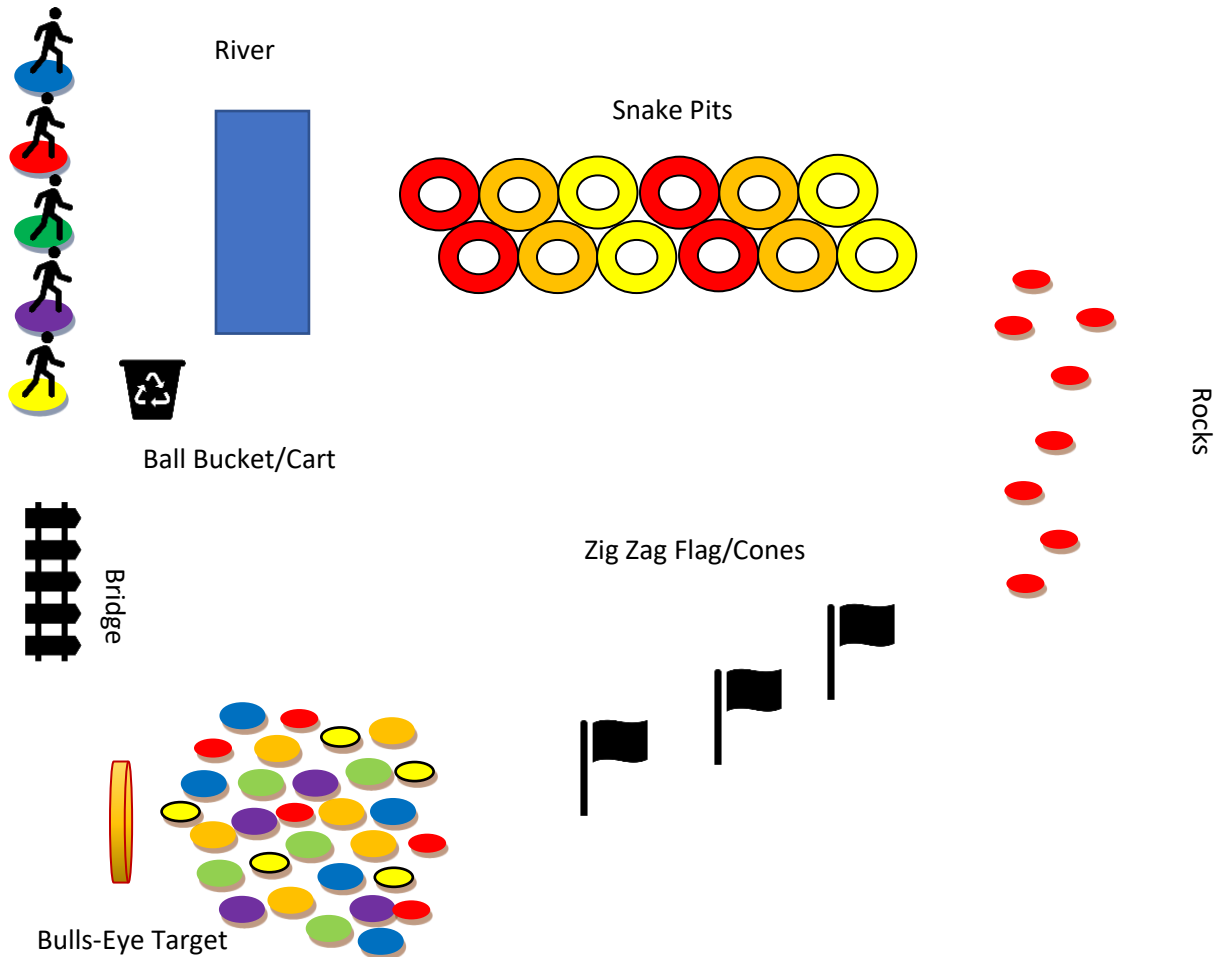 River
Snake Pits
Rocks
Ball Bucket/Cart
Zig Zag Flag/Cones
Bridge
Bulls-Eye Target